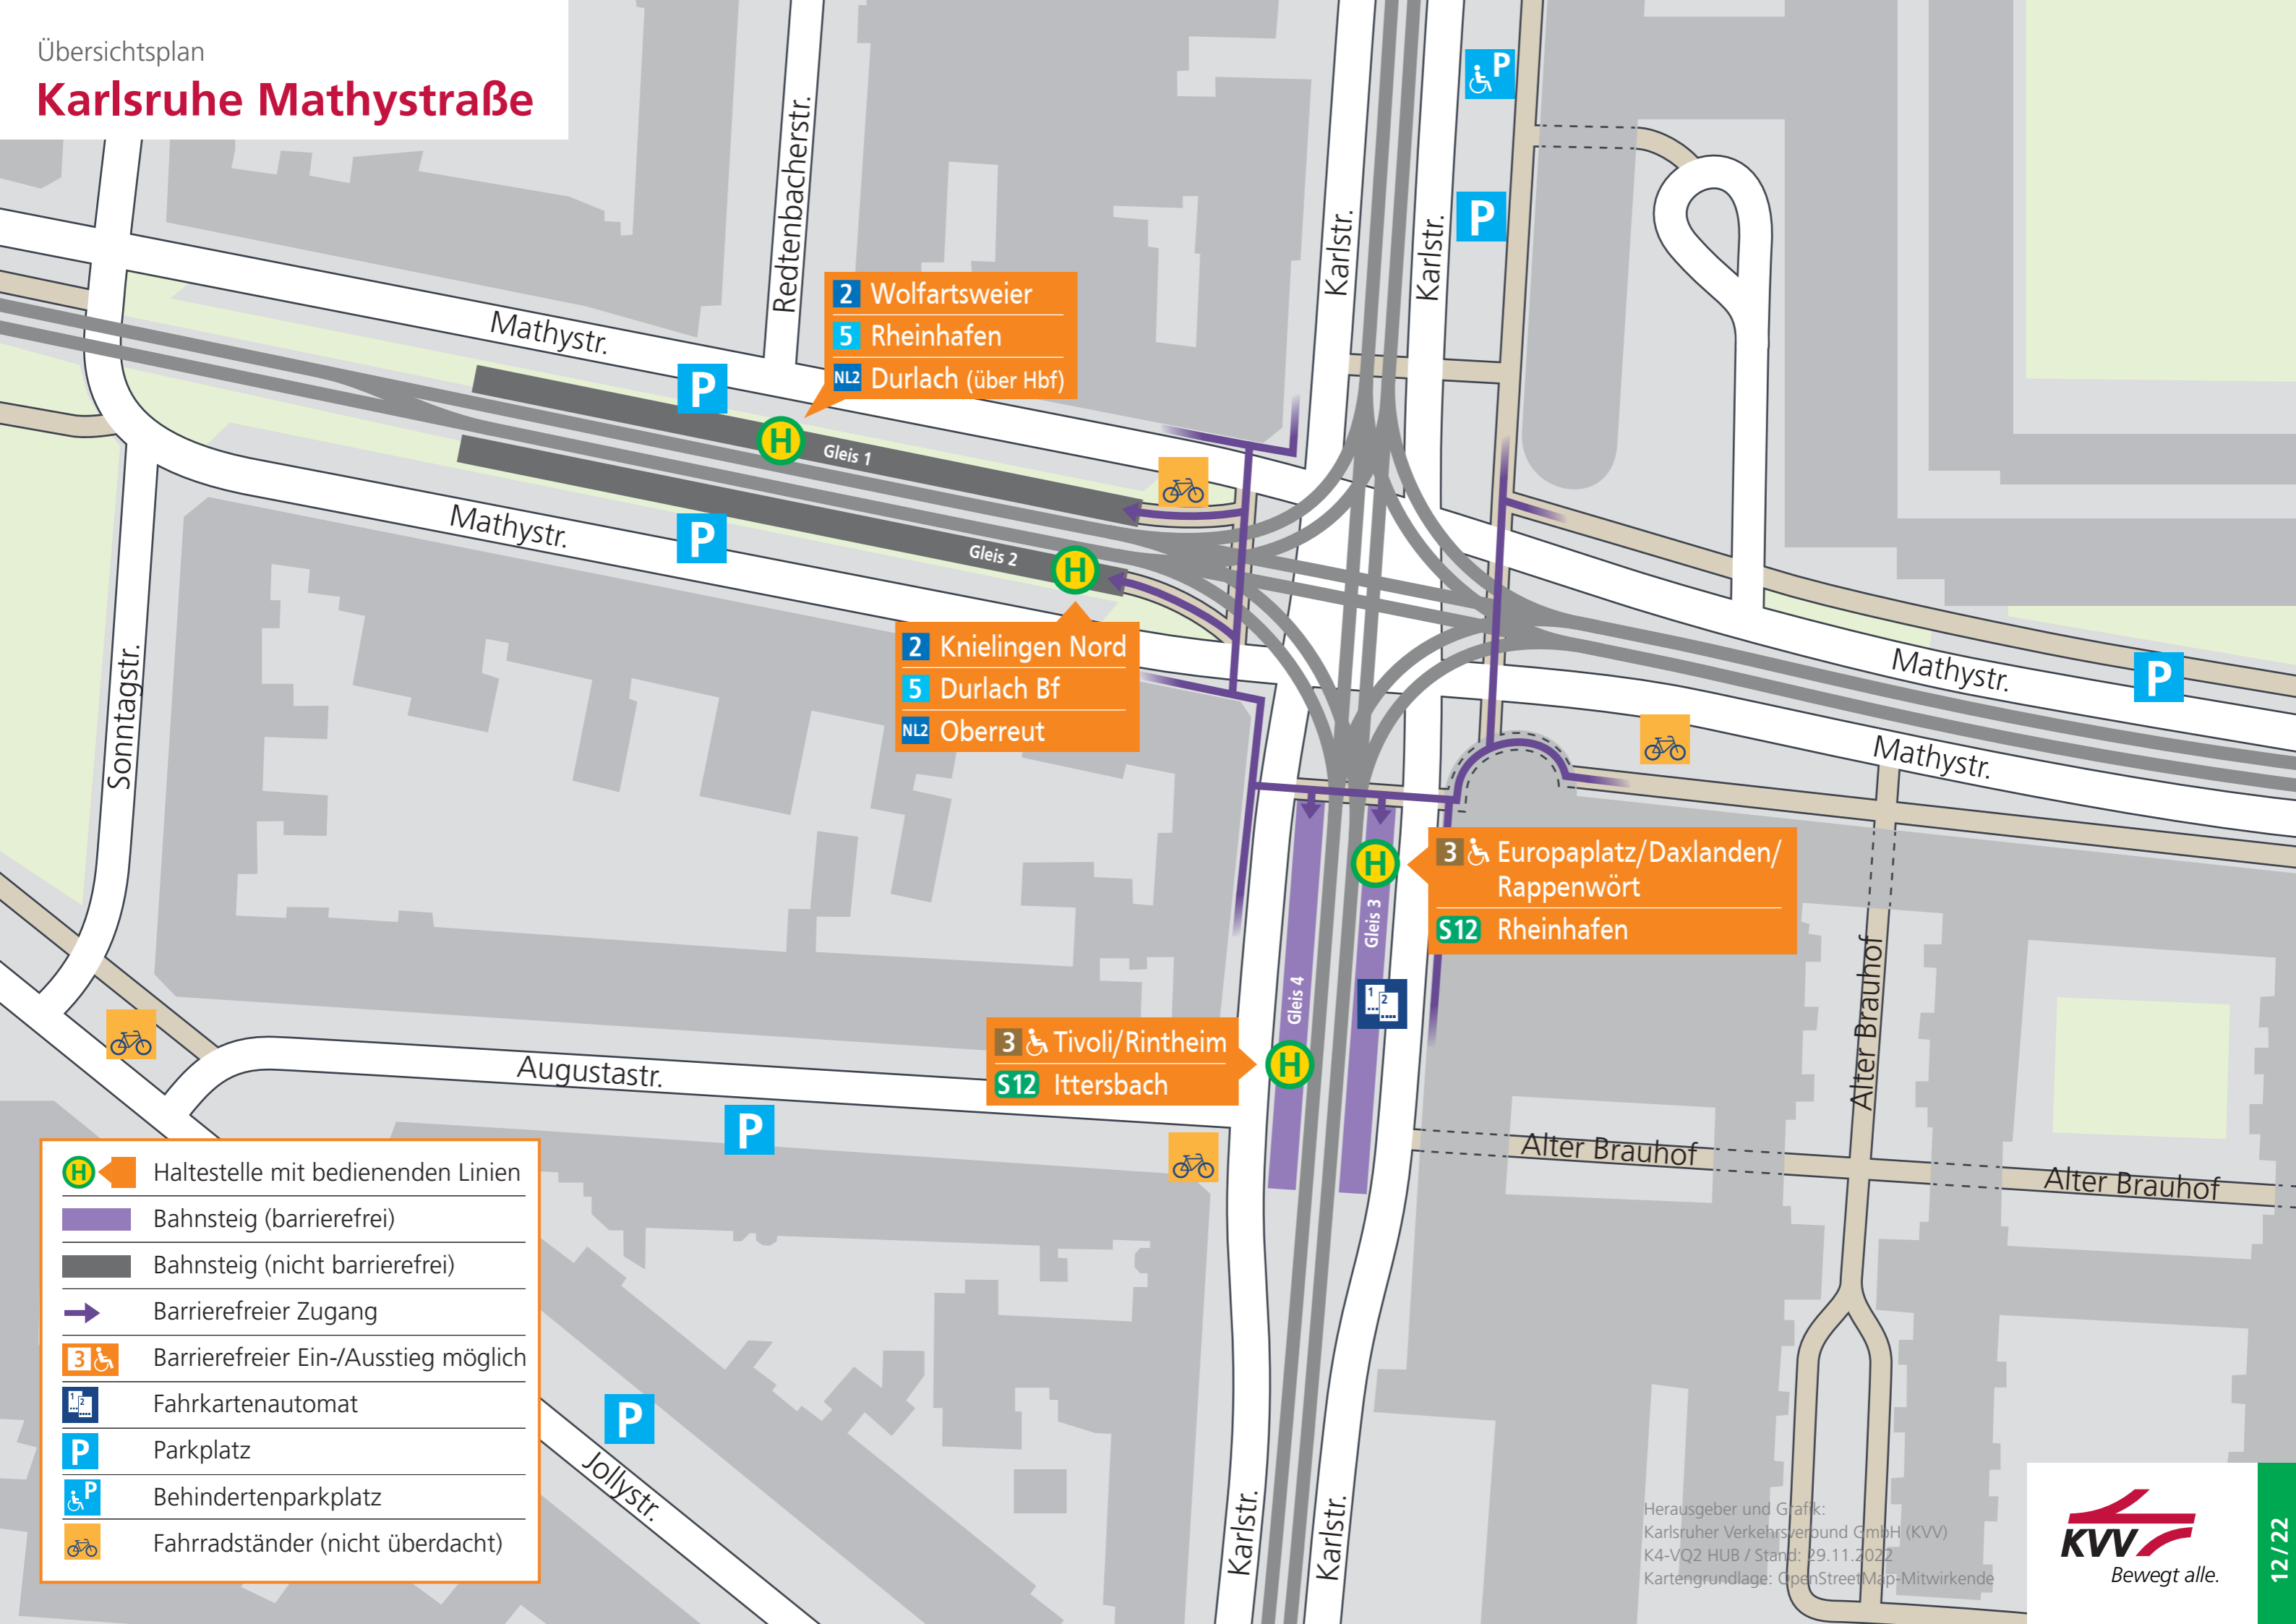 Übersichtsplan
Karlsruhe Mathystraße
Redtenbacherstr.
Karlstr.
Karlstr.
P
P
2 Wolfartsweier
5 Rheinhafen
NL2 Durlach (über Hbf)
Mathystr.
P
H
Gleis 1
Mathystr.
P
Gleis 2
H
2 Knielingen Nord
5 Durlach Bf
NL2 Oberreut
Mathystr.
P
Mathystr.
Sonntagstr.
H
3 Europaplatz/Daxlanden/
Rappenwört
S12 Rheinhafen
Gleis 3
Gleis 4
1 2
3 Tivoli/Rintheim
S12 Ittersbach
H
Augustastr.
P
Alter Brauhof
Alter Brauhof
Alter Brauhof
P
Jollystr.
Karlstr.
Karlstr.
H Haltestelle mit bedienenden Linien
Bahnsteig (barrierefrei)
Bahnsteig (nicht barrierefrei)
Barrierefreier Zugang
3 Barrierefreier Ein-/Ausstieg möglich
1 2 Fahrkartenautomat
P Parkplatz
P Behindertenparkplatz
Fahrradständer (nicht überdacht)
Herausgeber und Grafik:
Karlsruher Verkehrsverbund GmbH (KVV)
K4-VQ2 HUB / Stand: 29.11.2022
Kartengrundlage: OpenStreetMap-Mitwirkende
KVV
Bewegt alle.
12/22